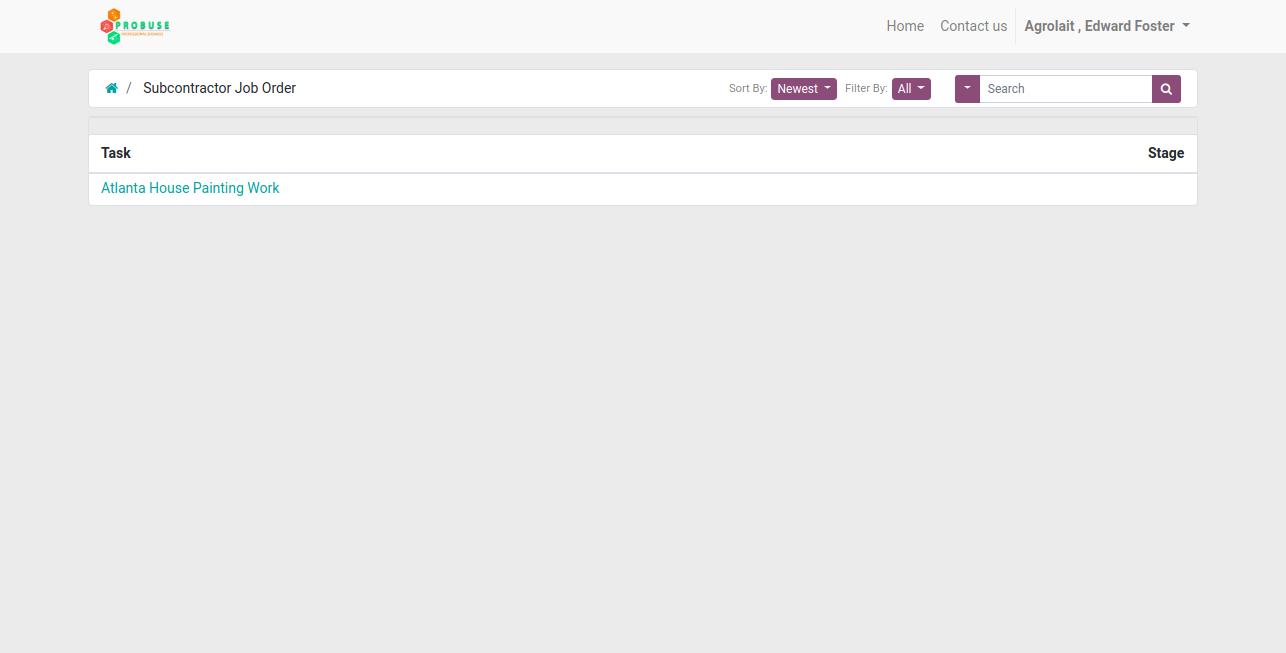 PROBUSE
Home Contact us Agrolait , Edward Foster
/ Subcontractor Job Order Sort By: Newest Filter By: All Search
Task Stage
Atlanta House Painting Work